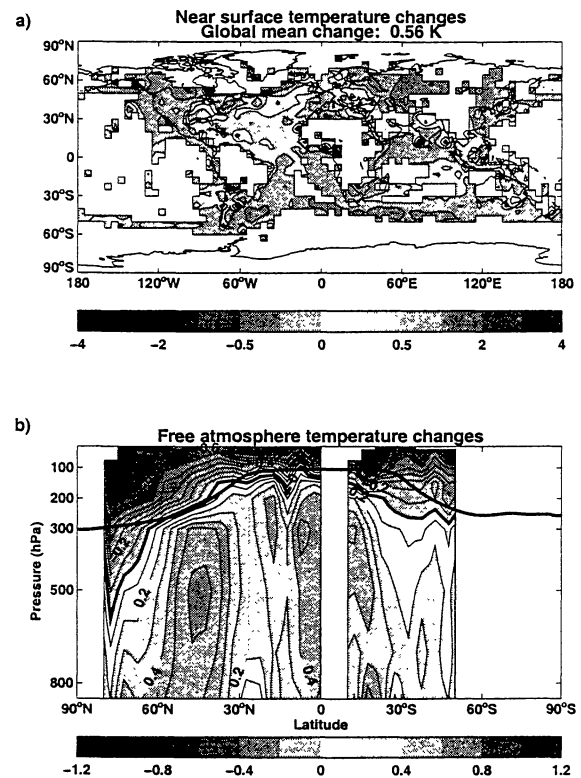 a)
Near surface temperature changes
Global mean change: 0.56 K
90°N
60°N
30°N
0
30°S
60°S
90°S
180 120°W 60°W 0 60°E 120°E 180
-4 -2 -0.5 0 0.5 2 4
b)
Free atmosphere temperature changes
100
200
300
500
800
Pressure (hPa)
0.2
0.4
0.2
0.4
90°N 60°N 30°N 0 30°S 60°S 90°S
Latitude
-1.2 -0.8 -0.4 0 0.4 0.8 1.2